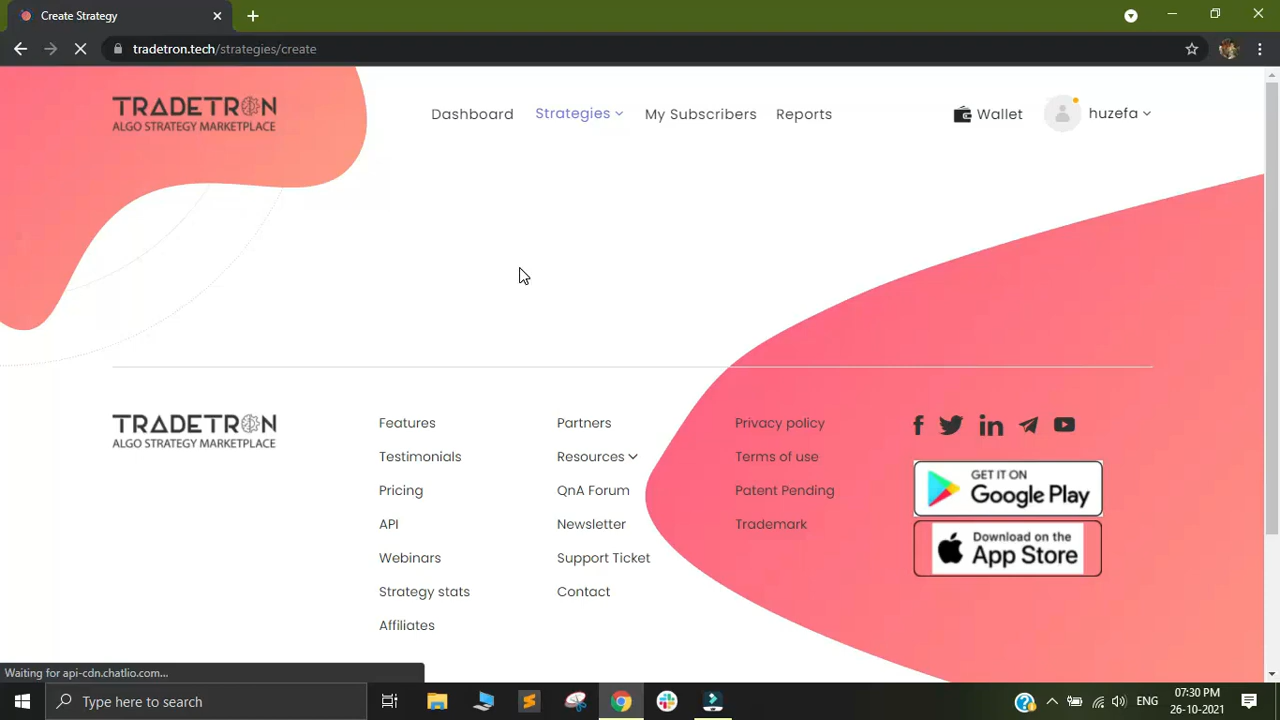 Create Strategy
tradetron.tech/strategies/create
TRADETRON
ALGO STRATEGY MARKETPLACE
Dashboard
Strategies
My Subscribers
Reports
Wallet
huzefa
TRADETRON
ALGO STRATEGY MARKETPLACE
Features
Testimonials
Pricing
API
Webinars
Strategy stats
Affiliates
Partners
Resources
QnA Forum
Newsletter
Support Ticket
Contact
Privacy policy
Terms of use
Patent Pending
Trademark
GET IT ON
Google Play
Download on the
App Store
Waiting for api-cdn.chatlio.com...
Type here to search
ENG
07:30 PM
26-10-2021